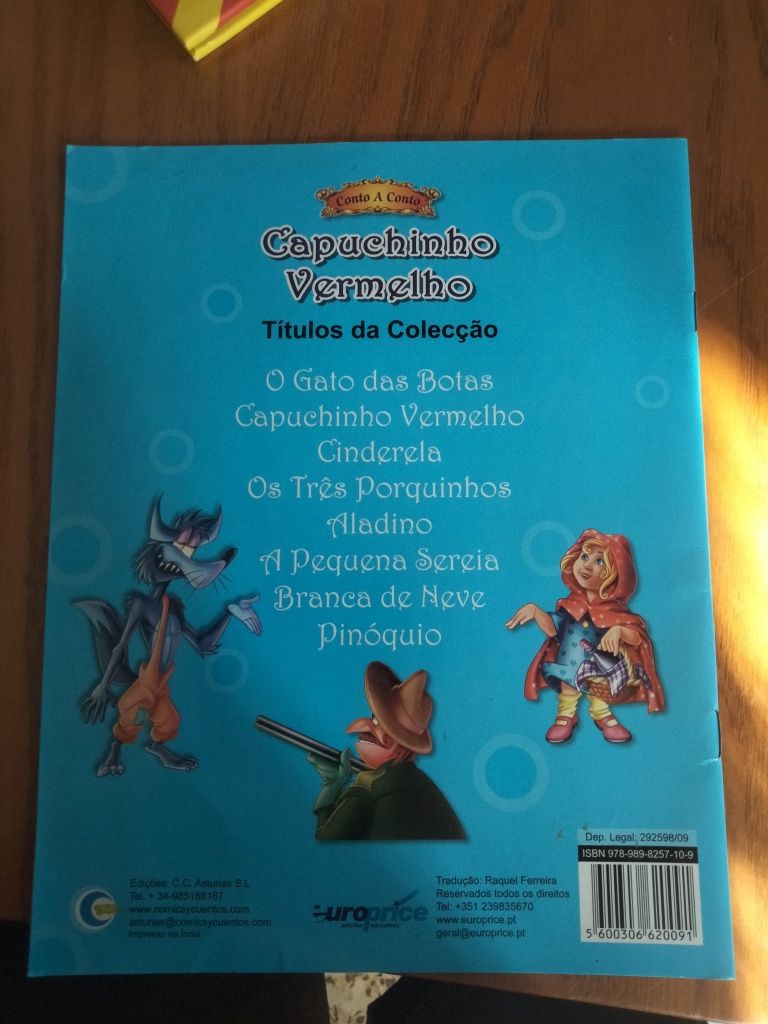 Conto A Conto
Capuchinho
Vermelho
Títulos da Colecção
O Gato das Botas
Capuchinho Vermelho
Cinderela
Os Três Porquinhos
Aladino
A Pequena Sereia
Branca de Neve
Pinóquio
Dep. Legal: 292598/09
ISBN 978-989-8257-10-9
5 600306 620091
Edições: C.C. Asturias S.L
Tel. + 34-985168187
www.comicsycuentos.com
asturias@comicsycuentos.com
Impresso na Índia
europrice
edições educativas
Tradução: Raquel Ferreira
Reservados todos os direitos
Tel: +351 239835670
www.europrice.pt
geral@europrice.pt